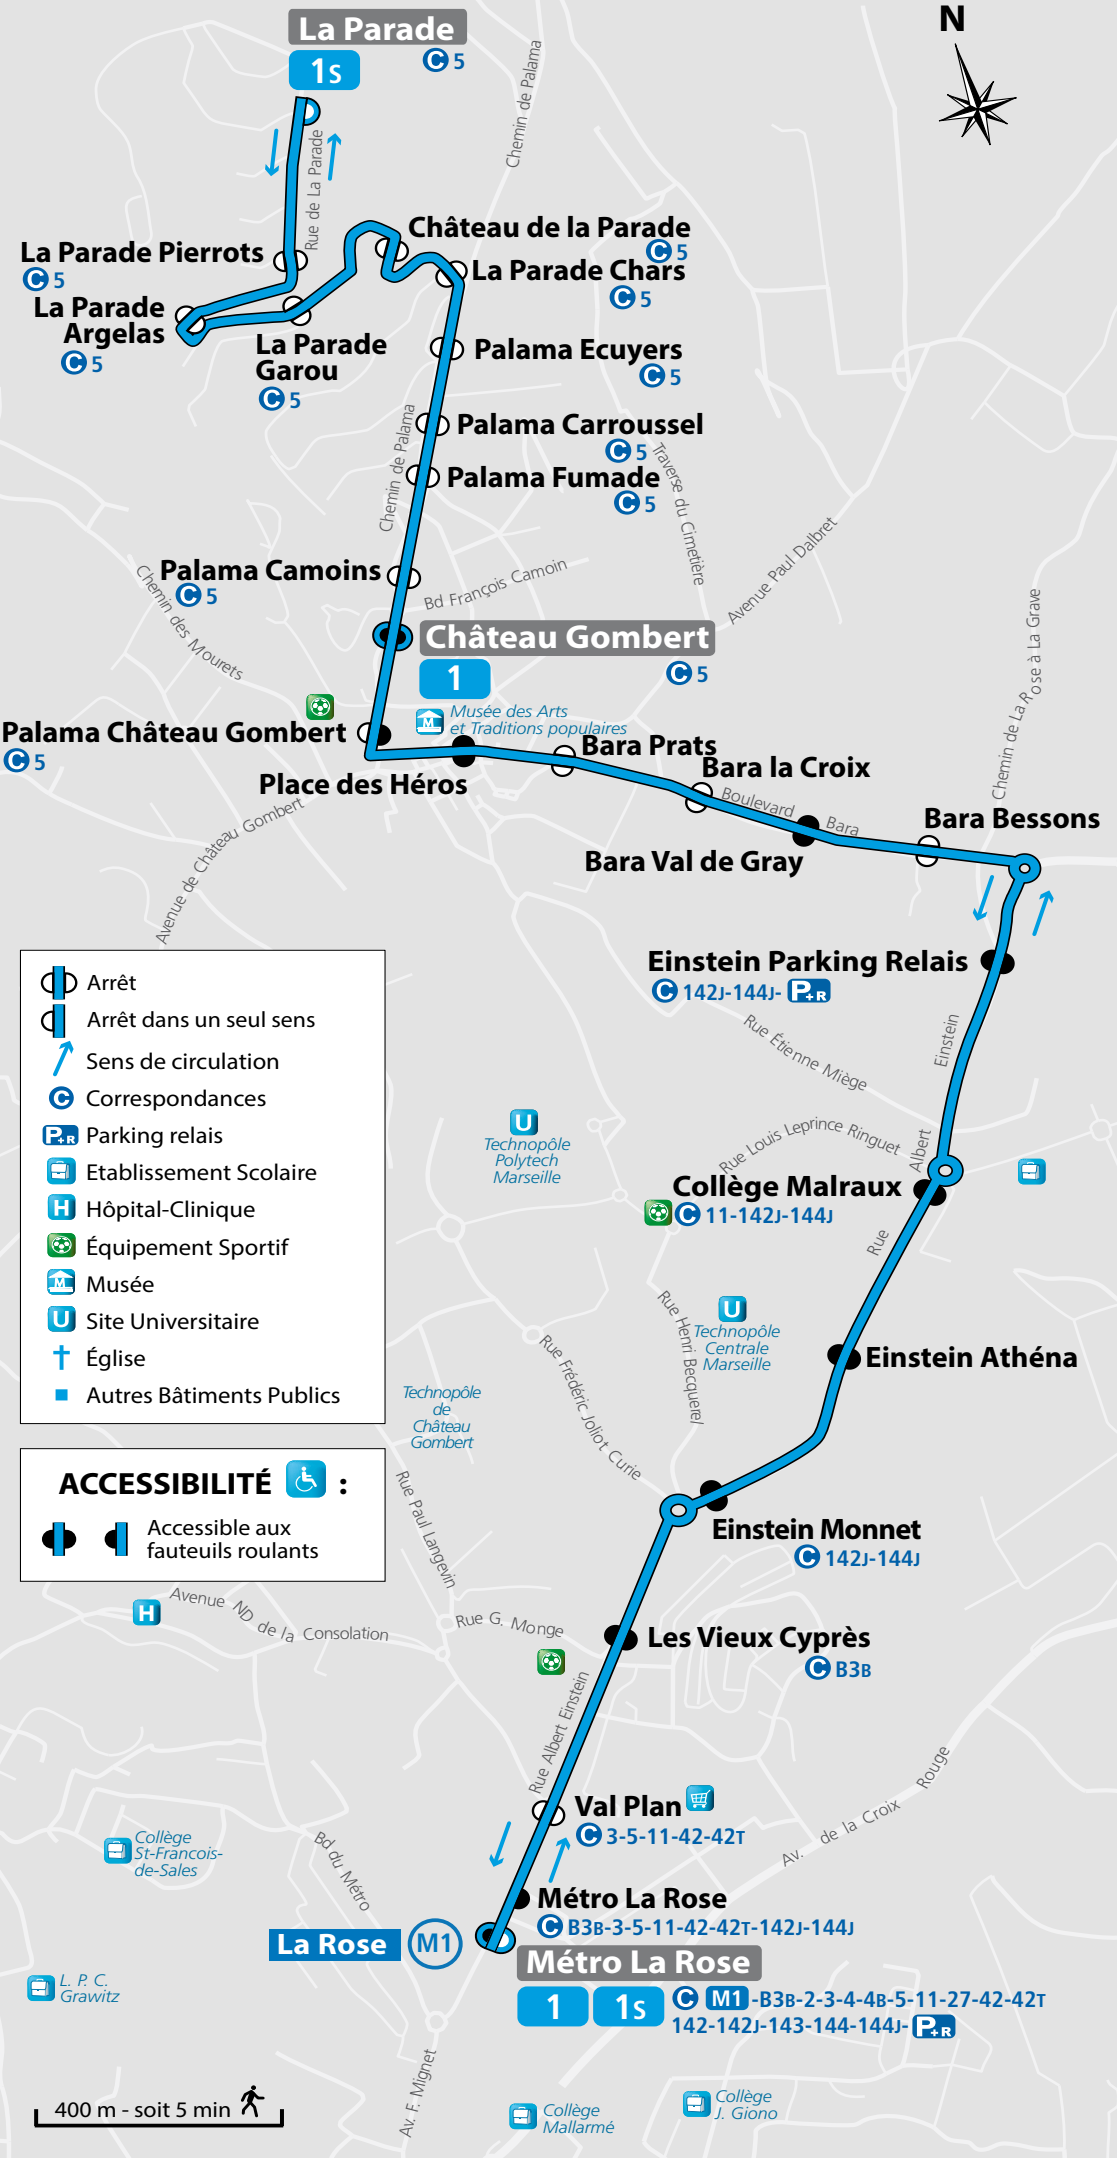 La Parade
1S
C 5
N
Chemin de Palama
Rue de La Parade
La Parade Pierrots
C 5
Château de la Parade
C 5
La Parade Chars
C 5
La Parade
Argelas
C 5
La Parade
Garou
C 5
Palama Ecuyers
C 5
Chemin de Palama
Palama Carroussel
C 5
Palama Fumade
C 5
Traverse du Cimetière
Avenue Paul Dalbret
Palama Camoins
C 5
Bd François Camoin
Chemin des Mourets
Chemin de La Rose à La Grave
Château Gombert
1
C 5
Musée des Arts
et Traditions populaires
Palama Château Gombert
C 5
Place des Héros
Bara Prats
Bara la Croix
Boulevard Bara
Bara Val de Gray
Bara Bessons
Avenue de Château Gombert
Einstein Parking Relais
C 142J-144J- P+R
Arrêt
Arrêt dans un seul sens
Sens de circulation
C Correspondances
P+R Parking relais
Etablissement Scolaire
H Hôpital-Clinique
Équipement Sportif
M Musée
U Site Universitaire
Église
Autres Bâtiments Publics
Rue Étienne Miège
Rue Louis Leprince Ringuet
Rue Albert Einstein
U
Technopôle
Polytech
Marseille
Collège Malraux
C 11-142J-144J
Rue Henri Becquerel
U
Technopôle
Centrale
Marseille
Einstein Athéna
Rue Frédéric Joliot Curie
Technopôle
de
Château
Gombert
ACCESSIBILITÉ :
Accessible aux
fauteuils roulants
Rue Paul Langevin
Einstein Monnet
C 142J-144J
H
Avenue ND de la Consolation
Rue G. Monge
Les Vieux Cyprès
C B3B
Rue Albert Einstein
Val Plan
C 3-5-11-42-42T
Av. de la Croix Rouge
Collège
St-Francois-
de-Sales
Bd du Métro
Métro La Rose
C B3B-3-5-11-42-42T-142J-144J
La Rose M1
Métro La Rose
1 1S
C M1 -B3B-2-3-4-4B-5-11-27-42-42T
142-142J-143-144-144J- P+R
L. P. C.
Grawitz
Av. F. Mignet
400 m - soit 5 min
Collège
Mallarmé
Collège
J. Giono